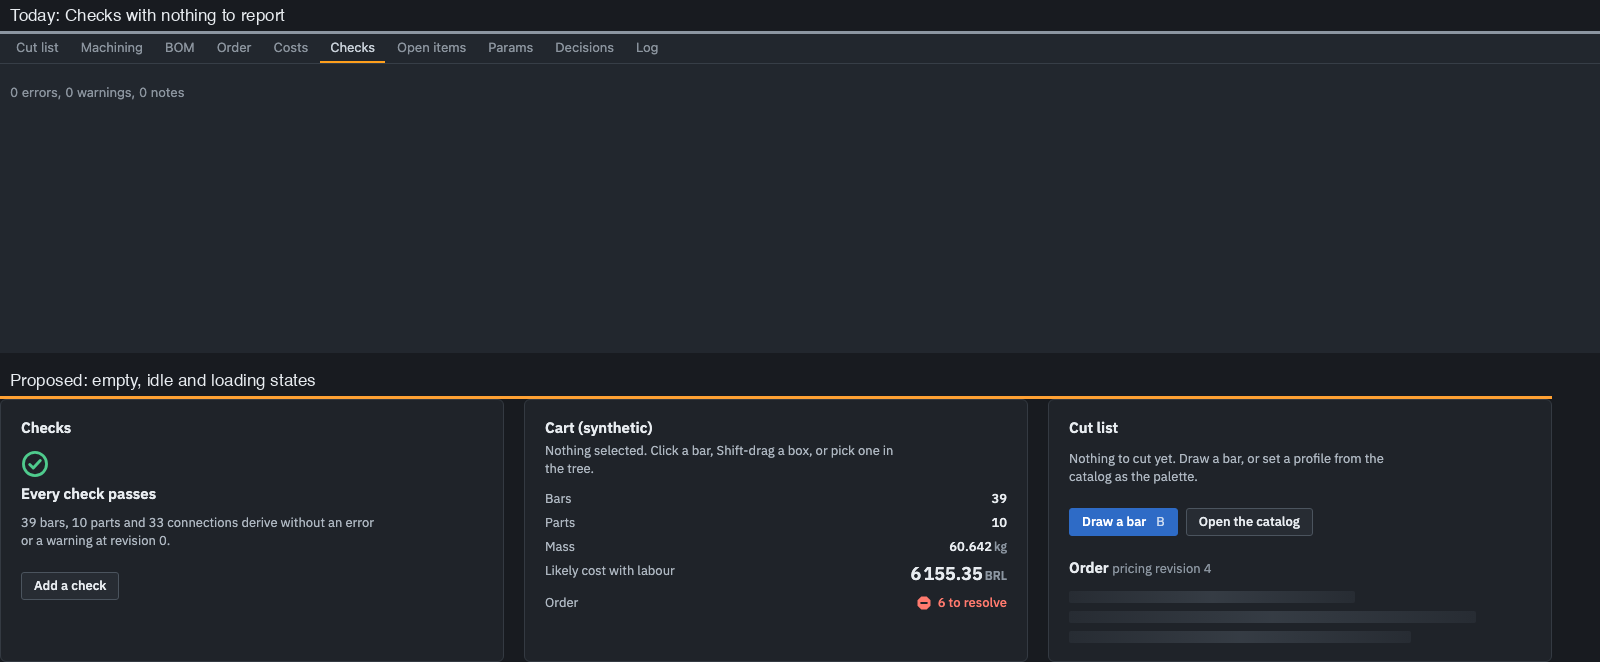 Today: Checks with nothing to report
Cut list Machining BOM Order Costs Checks Open items Params Decisions Log
0 errors, 0 warnings, 0 notes
Proposed: empty, idle and loading states
Checks
Every check passes
39 bars, 10 parts and 33 connections derive without an error
or a warning at revision 0.
Add a check
Cart (synthetic)
Nothing selected. Click a bar, Shift-drag a box, or pick one in
the tree.
Bars 39
Parts 10
Mass 60.642 kg
Likely cost with labour 6 155.35 BRL
Order 6 to resolve
Cut list
Nothing to cut yet. Draw a bar, or set a profile from the
catalog as the palette.
Draw a bar B Open the catalog
Order pricing revision 4